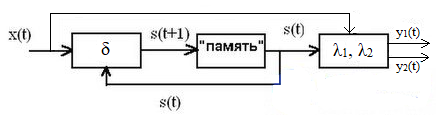 x(t)
δ
s(t+1)
"память"
s(t)
λ1, λ2
y1(t)
y2(t)
s(t)